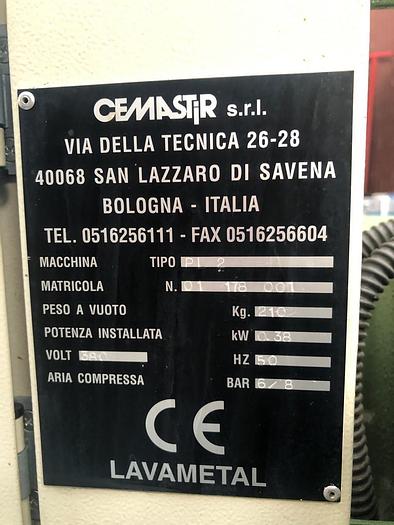 CEMASTIR s.r.l.
VIA DELLA TECNICA 26-28
40068 SAN LAZZARO DI SAVENA
BOLOGNA - ITALIA
TEL. 0516256111 - FAX 0516256604
MACCHINA TIPO PL 2
MATRICOLA N. 01 178 001
PESO A VUOTO Kg. 210
POTENZA INSTALLATA kW 0.38
VOLT 380 HZ 50
ARIA COMPRESSA BAR 6/8
CE
LAVAMETAL